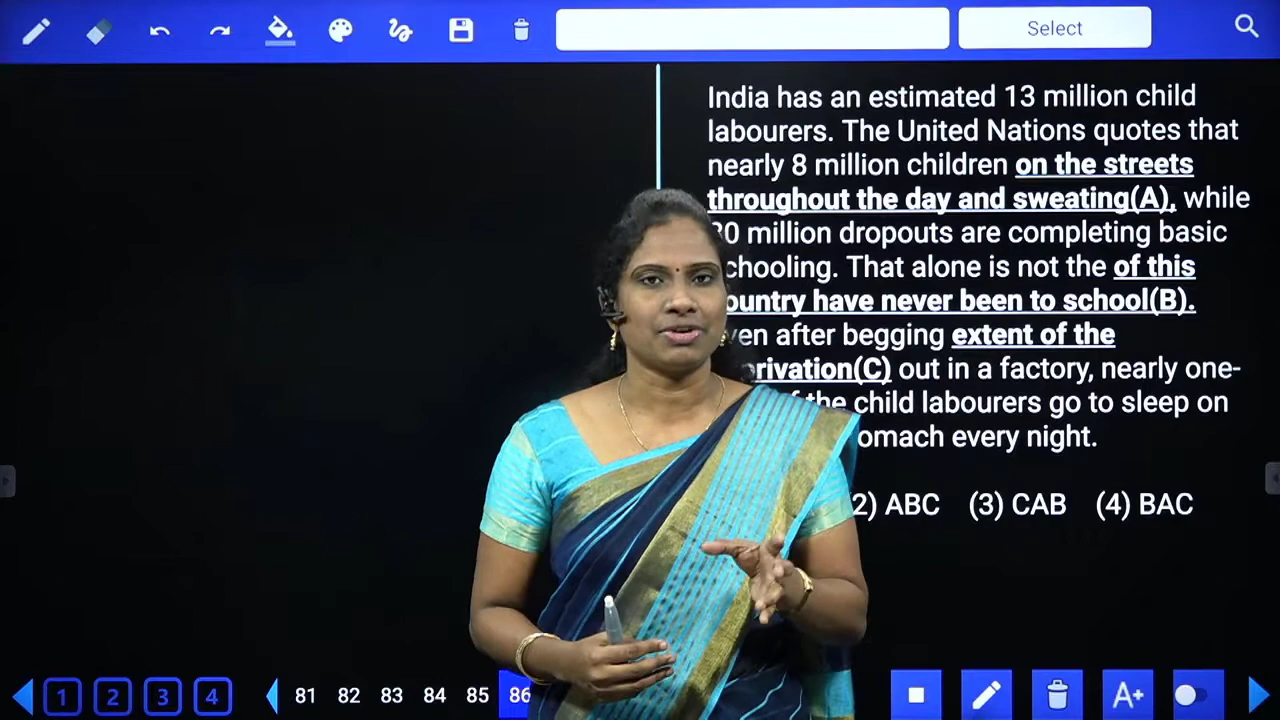 Select
India has an estimated 13 million child
labourers. The United Nations quotes that
nearly 8 million children on the streets
throughout the day and sweating(A), while
0 million dropouts are completing basic
chooling. That alone is not the of this
ountry have never been to school(B).
en after begging extent of the
rivation(C) out in a factory, nearly one-
the child labourers go to sleep on
omach every night.
2) ABC (3) CAB (4) BAC
1 2 3 4 81 82 83 84 85 86 A+